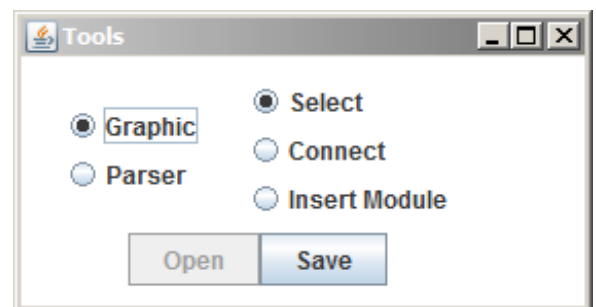 Tools
Graphic
Parser
Select
Connect
Insert Module
Open
Save